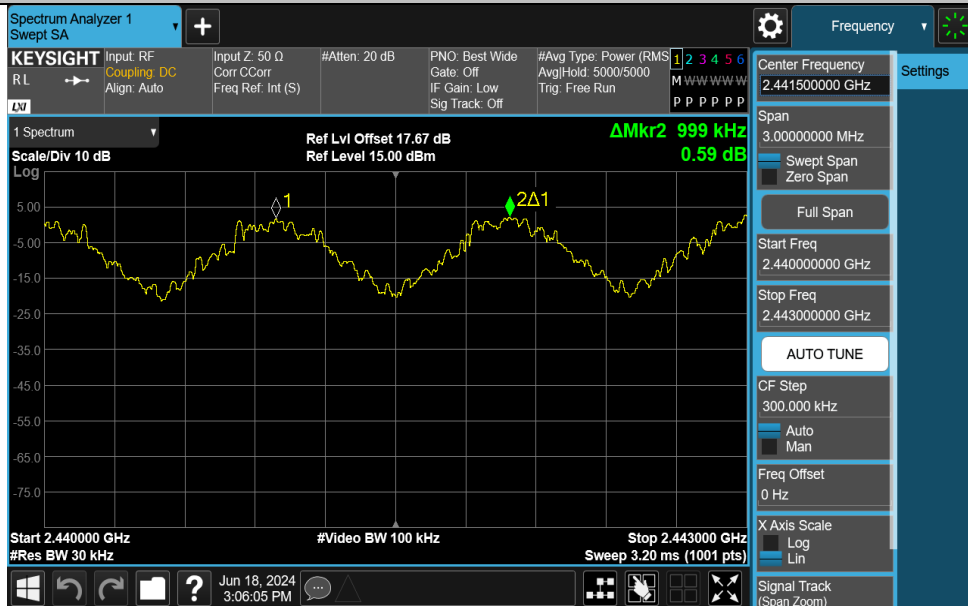 Spectrum Analyzer 1
Swept SA
+
Frequency
KEYSIGHT
R L
LXI
Input: RF
Coupling: DC
Align: Auto
Input Z: 50 Ω
Corr CCorr
Freq Ref: Int (S)
#Atten: 20 dB
PNO: Best Wide
Gate: Off
IF Gain: Low
Sig Track: Off
#Avg Type: Power (RMS
Avg|Hold: 5000/5000
Trig: Free Run
1 2 3 4 5 6
M W W W W W
P P P P P P
Center Frequency
2.441500000 GHz
Settings
Span
3.00000000 MHz
Swept Span
Zero Span
Full Span
Start Freq
2.440000000 GHz
Stop Freq
2.443000000 GHz
AUTO TUNE
CF Step
300.000 kHz
Auto
Man
Freq Offset
0 Hz
X Axis Scale
Log
Lin
Signal Track
(Span Zoom)
1 Spectrum
Scale/Div 10 dB
Log
Ref Lvl Offset 17.67 dB
Ref Level 15.00 dBm
ΔMkr2 999 kHz
0.59 dB
1
2Δ1
5.00
-5.00
-15.0
-25.0
-35.0
-45.0
-55.0
-65.0
-75.0
Start 2.440000 GHz
#Res BW 30 kHz
#Video BW 100 kHz
Stop 2.443000 GHz
Sweep 3.20 ms (1001 pts)
?
Jun 18, 2024
3:06:05 PM